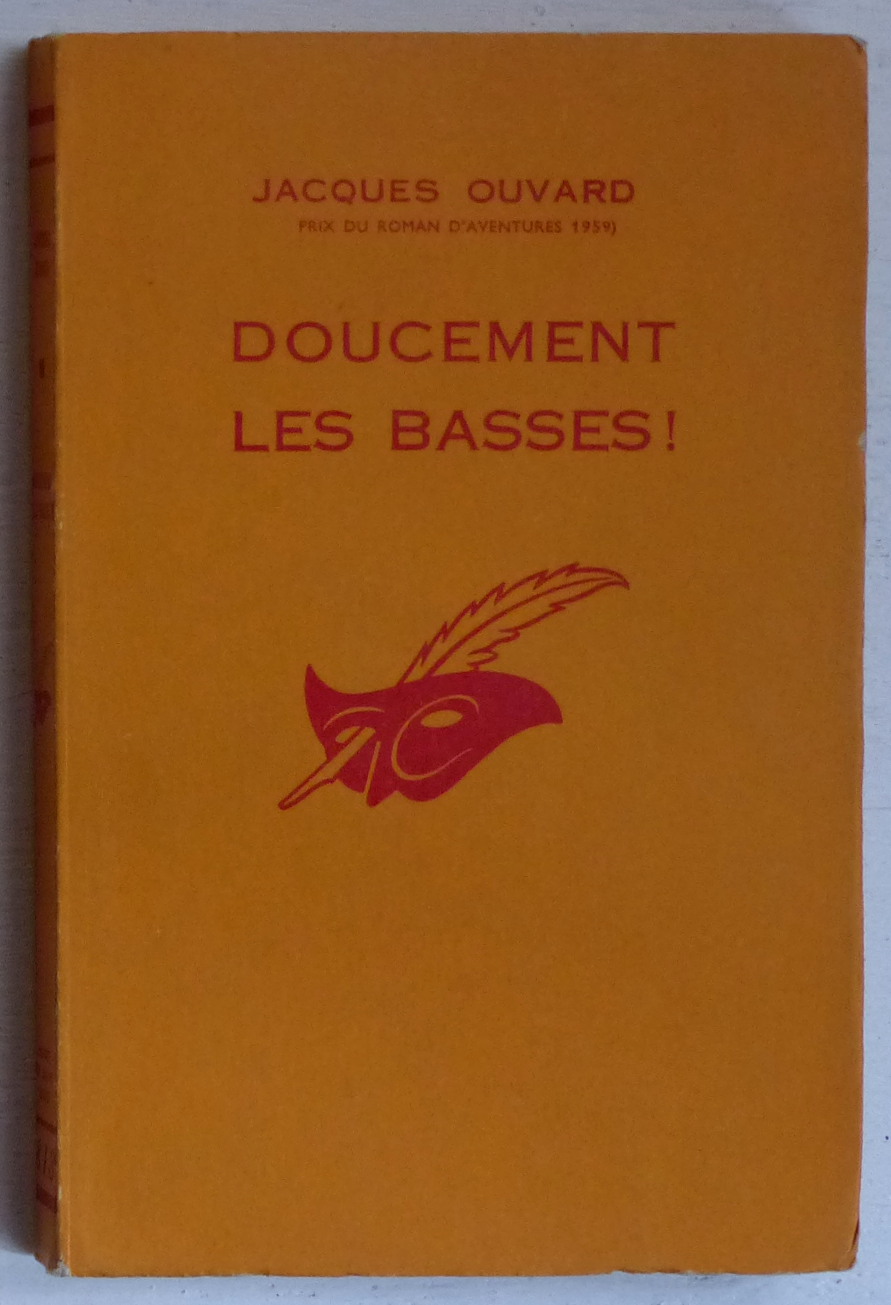 JACQUES OUVARD
PRIX DU ROMAN D'AVENTURES 1959)
DOUCEMENT
LES BASSES!